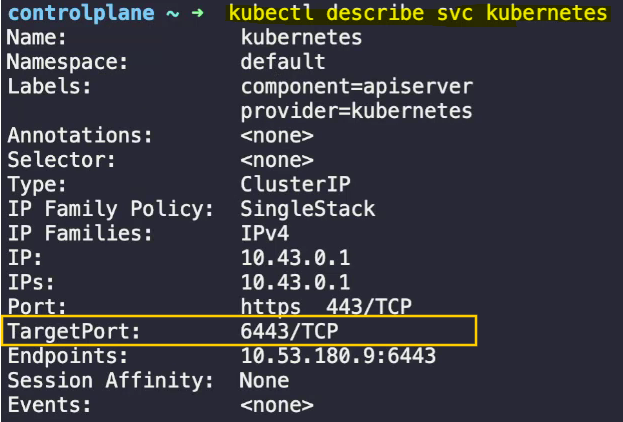 controlplane ~ ➜  kubectl describe svc kubernetes
Name:              kubernetes
Namespace:         default
Labels:            component=apiserver
                   provider=kubernetes
Annotations:       <none>
Selector:          <none>
Type:              ClusterIP
IP Family Policy:  SingleStack
IP Families:       IPv4
IP:                10.43.0.1
IPs:               10.43.0.1
Port:              https  443/TCP
TargetPort:        6443/TCP
Endpoints:         10.53.180.9:6443
Session Affinity:  None
Events:            <none>